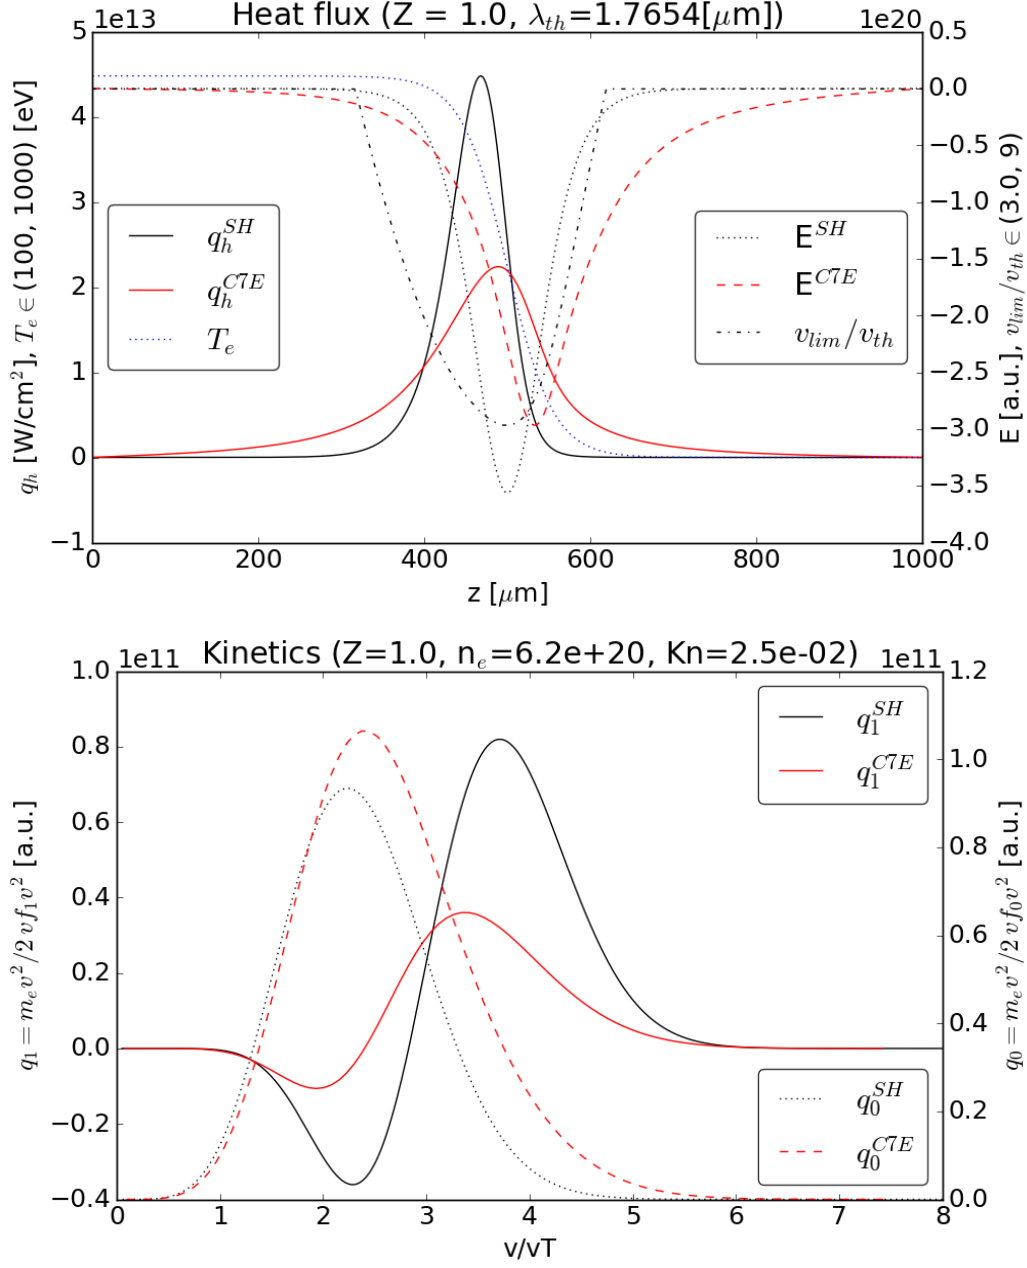 Heat flux (Z = 1.0, λ_th=1.7654[μm])
1e13
1e20
5
4
3
2
1
0
−1
q_h [W/cm²], T_e ∈ (100, 1000) [eV]
q_h^SH
q_h^C7E
T_e
E^SH
E^C7E
v_lim/v_th
0.5
0.0
−0.5
−1.0
−1.5
−2.0
−2.5
−3.0
−3.5
−4.0
E [a.u.], v_lim/v_th ∈ (3.0, 9)
0 200 400 600 800 1000
z [μm]
Kinetics (Z=1.0, n_e=6.2e+20, Kn=2.5e-02)
1e11
1e11
1.0
0.8
0.6
0.4
0.2
0.0
−0.2
−0.4
q_1 = m_e v²/2 v f_1 v² [a.u.]
q_1^SH
q_1^C7E
q_0^SH
q_0^C7E
1.2
1.0
0.8
0.6
0.4
0.2
0.0
q_0 = m_e v²/2 v f_0 v² [a.u.]
0 1 2 3 4 5 6 7 8
v/vT